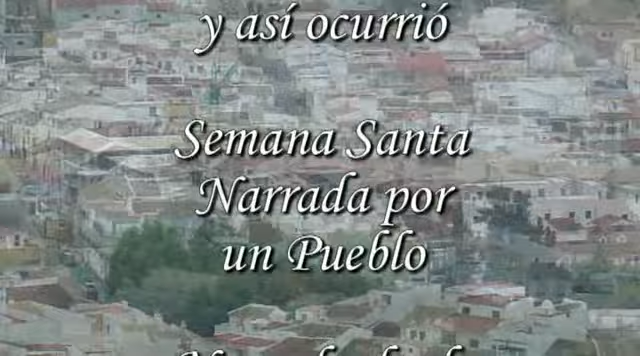 y así ocurrió
Semana Santa
Narrada por
un Pueblo